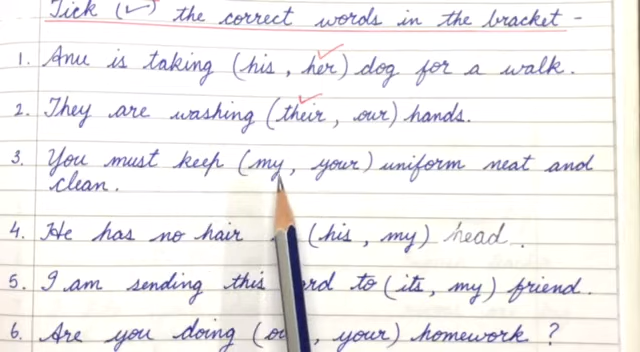 Tick (✓) the correct words in the bracket -
1. Anu is taking (his, her) dog for a walk.
2. They are washing (their, our) hands.
3. You must keep (my, your) uniform neat and
clean.
4. He has no hair (his, my) head.
5. I am sending this to (its, my) friend.
6. Are you doing ( , your) homework ?